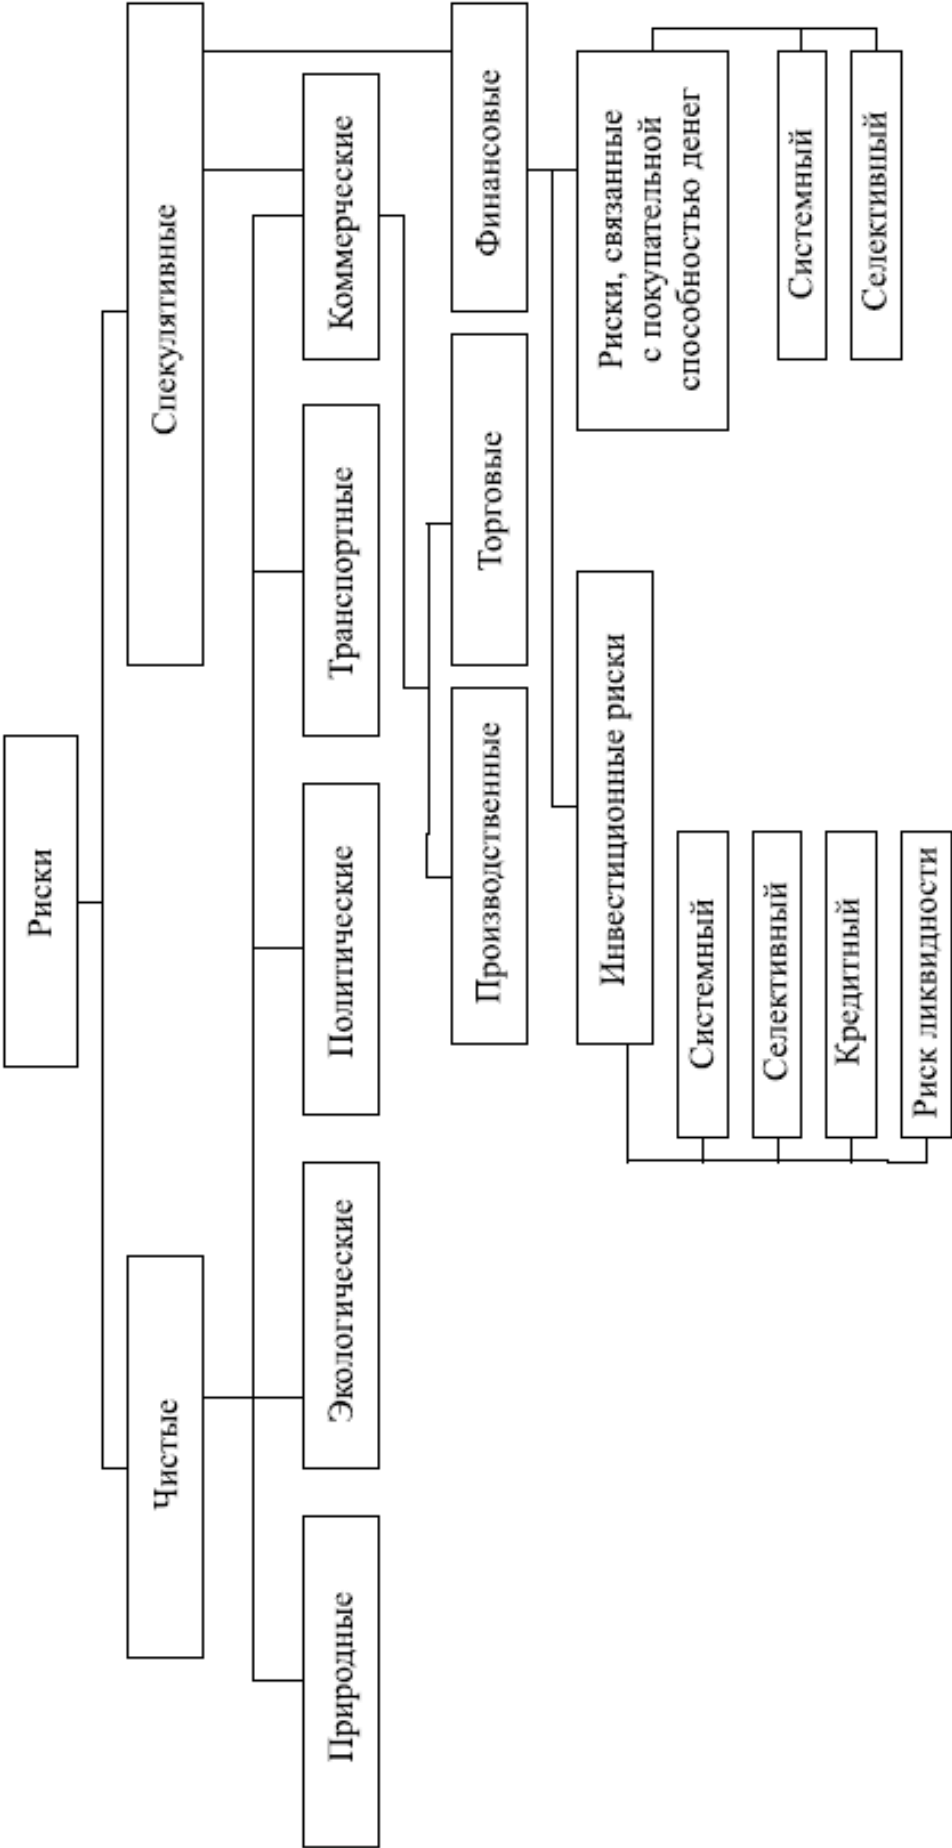 Риски
Чистые
Спекулятивные
Природные
Экологические
Политические
Транспортные
Коммерческие
Производственные
Торговые
Финансовые
Инвестиционные риски
Риски, связанные
с покупательной
способностью денег
Системный
Селективный
Кредитный
Риск ликвидности
Системный
Селективный